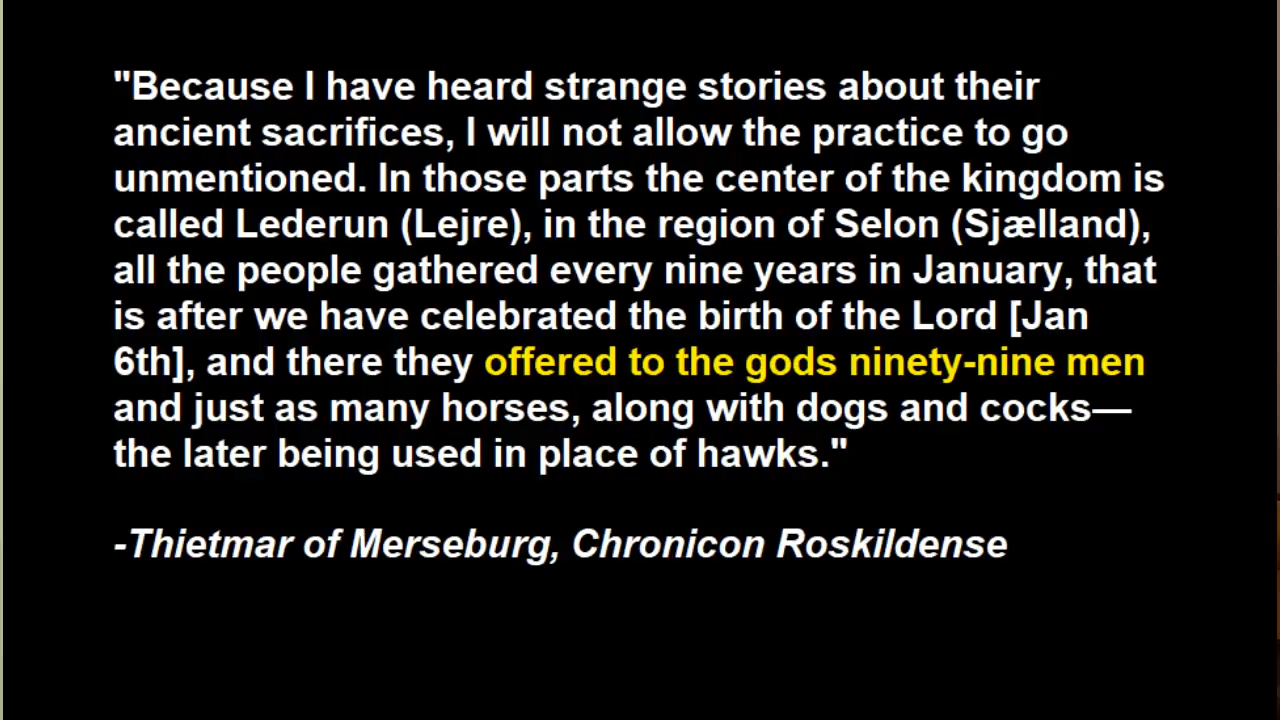 "Because I have heard strange stories about their
ancient sacrifices, I will not allow the practice to go
unmentioned. In those parts the center of the kingdom is
called Lederun (Lejre), in the region of Selon (Sjælland),
all the people gathered every nine years in January, that
is after we have celebrated the birth of the Lord [Jan
6th], and there they offered to the gods ninety-nine men
and just as many horses, along with dogs and cocks—
the later being used in place of hawks."
-Thietmar of Merseburg, Chronicon Roskildense